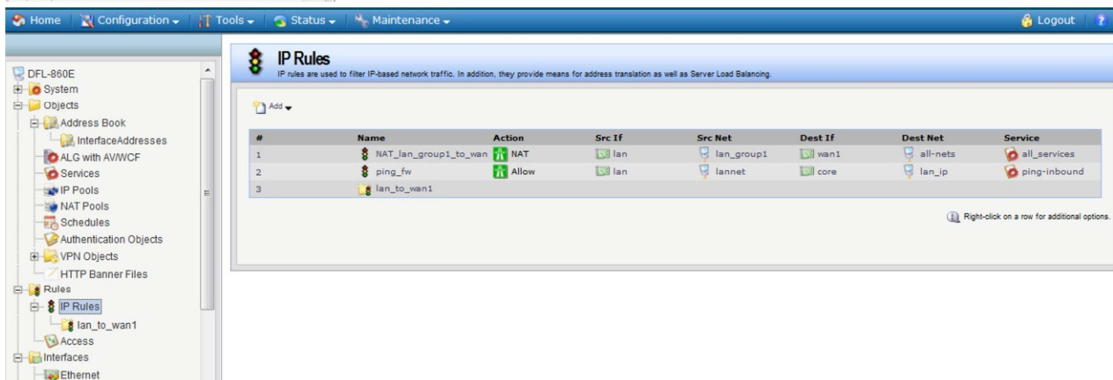 Home Configuration Tools Status Maintenance Logout ?
DFL-860E
System
Objects
Address Book
InterfaceAddresses
ALG with AV/WCF
Services
IP Pools
NAT Pools
Schedules
Authentication Objects
VPN Objects
HTTP Banner Files
Rules
IP Rules
lan_to_wan1
Access
Interfaces
Ethernet
IP Rules
IP rules are used to filter IP-based network traffic. In addition, they provide means for address translation as well as Server Load Balancing.
Add
# Name Action Src If Src Net Dest If Dest Net Service
1 NAT_lan_group1_to_wan NAT lan lan_group1 wan1 all-nets all_services
2 ping_fw Allow lan lannet core lan_ip ping-inbound
3 lan_to_wan1
Right-click on a row for additional options.